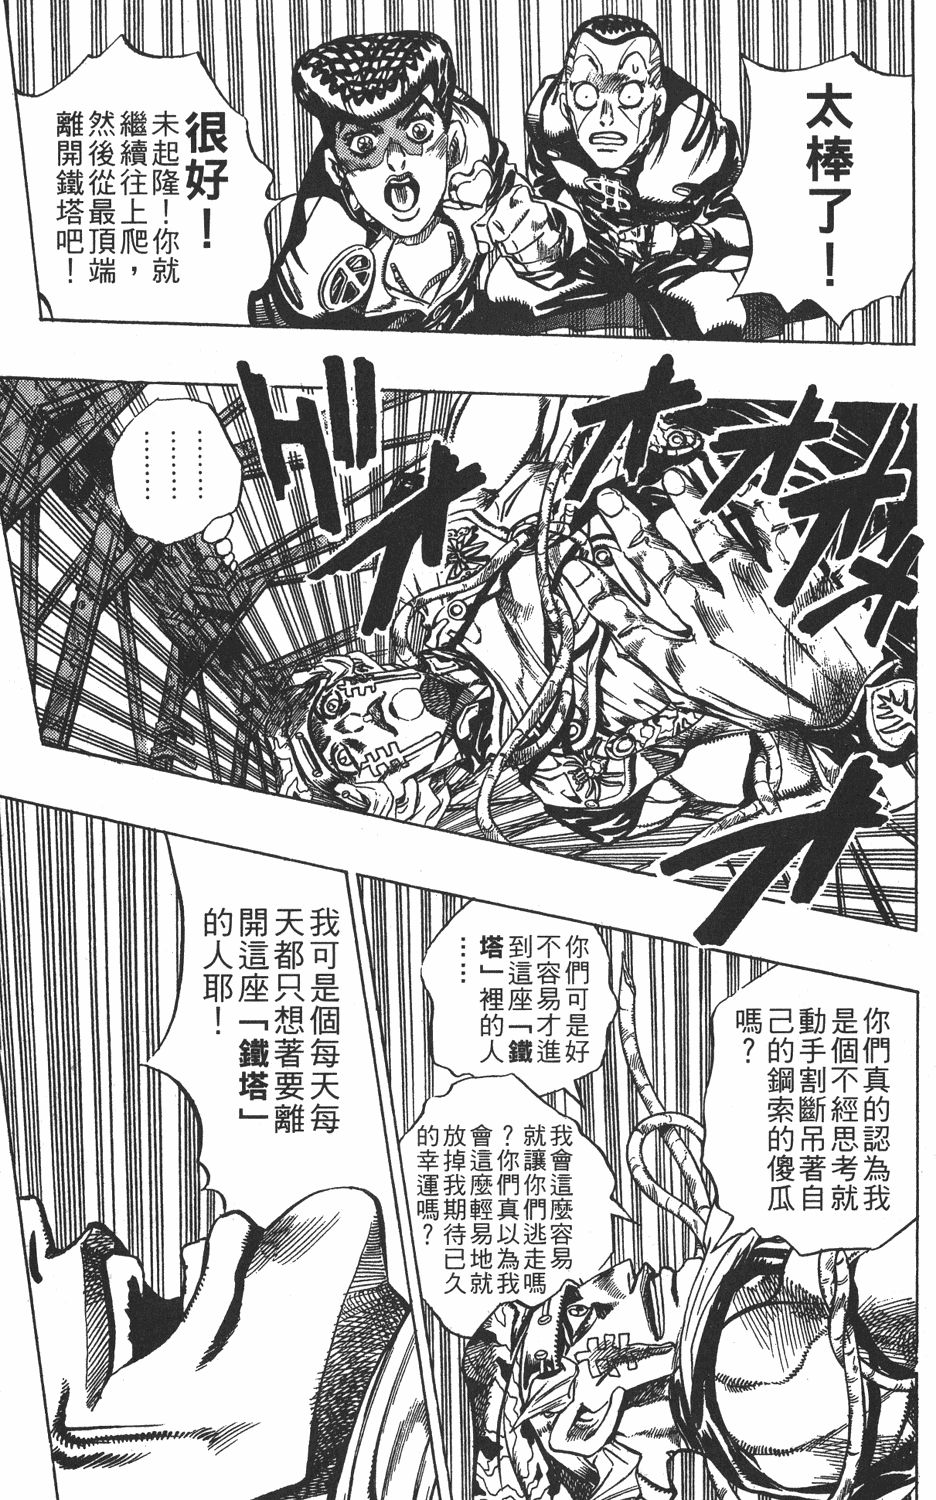 太棒了！
很好！
未起隆！你就
繼續往上爬，
然後從最頂端
離開鐵塔吧！
ド
ド
………
………
………
オ
オ
オ
オ
オ
オ
你們真的認為我
是個不經思考就
動手割斷吊著自
己的鋼索的傻瓜
嗎？
你們可是好
不容易才進
到這座「鐵
塔」裡的人
……
我會這麼容易
就讓你們逃走嗎
？你們真以為我
會這麼輕易地就
放掉我期待已久
的幸運嗎？
我可是個每天每
天都只想著要離
開這座「鐵塔」
的人耶！